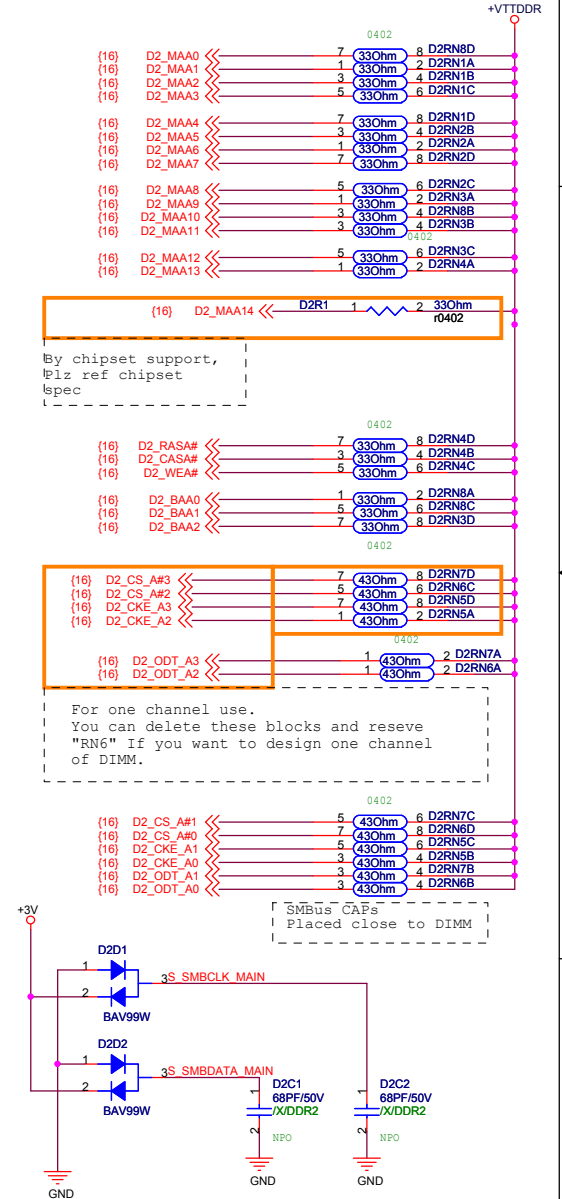 +VTTDDR
0402
{16} D2_MAA0 7 33Ohm 8 D2RN8D
{16} D2_MAA1 1 33Ohm 2 D2RN1A
{16} D2_MAA2 3 33Ohm 4 D2RN1B
{16} D2_MAA3 5 33Ohm 6 D2RN1C
{16} D2_MAA4 7 33Ohm 8 D2RN1D
{16} D2_MAA5 3 33Ohm 4 D2RN2B
{16} D2_MAA6 1 33Ohm 2 D2RN2A
{16} D2_MAA7 7 33Ohm 8 D2RN2D
{16} D2_MAA8 5 33Ohm 6 D2RN2C
{16} D2_MAA9 1 33Ohm 2 D2RN3A
{16} D2_MAA10 3 33Ohm 4 D2RN8B
{16} D2_MAA11 3 33Ohm 4 D2RN3B
0402
{16} D2_MAA12 5 33Ohm 6 D2RN3C
{16} D2_MAA13 1 33Ohm 2 D2RN4A
{16} D2_MAA14 D2R1 1 2 33Ohm
r0402
By chipset support,
Plz ref chipset
spec
0402
{16} D2_RASA# 7 33Ohm 8 D2RN4D
{16} D2_CASA# 3 33Ohm 4 D2RN4B
{16} D2_WEA# 5 33Ohm 6 D2RN4C
{16} D2_BAA0 1 33Ohm 2 D2RN8A
{16} D2_BAA1 5 33Ohm 6 D2RN8C
{16} D2_BAA2 7 33Ohm 8 D2RN3D
0402
{16} D2_CS_A#3 7 43Ohm 8 D2RN7D
{16} D2_CS_A#2 5 43Ohm 6 D2RN6C
{16} D2_CKE_A3 7 43Ohm 8 D2RN5D
{16} D2_CKE_A2 1 43Ohm 2 D2RN5A
0402
{16} D2_ODT_A3 1 43Ohm 2 D2RN7A
{16} D2_ODT_A2 1 43Ohm 2 D2RN6A
For one channel use.
You can delete these blocks and reseve
"RN6" If you want to design one channel
of DIMM.
0402
{16} D2_CS_A#1 5 43Ohm 6 D2RN7C
{16} D2_CS_A#0 7 43Ohm 8 D2RN6D
{16} D2_CKE_A1 5 43Ohm 6 D2RN5C
{16} D2_CKE_A0 3 43Ohm 4 D2RN5B
{16} D2_ODT_A1 3 43Ohm 4 D2RN7B
{16} D2_ODT_A0 3 43Ohm 4 D2RN6B
SMBus CAPs
Placed close to DIMM
+3V
D2D1
1
2
3 S_SMBCLK_MAIN
BAV99W
D2D2
1
2
3 S_SMBDATA_MAIN
BAV99W
D2C1
68PF/50V
/X/DDR2
1
2
NPO
D2C2
68PF/50V
/X/DDR2
1
2
NPO
GND
GND
GND